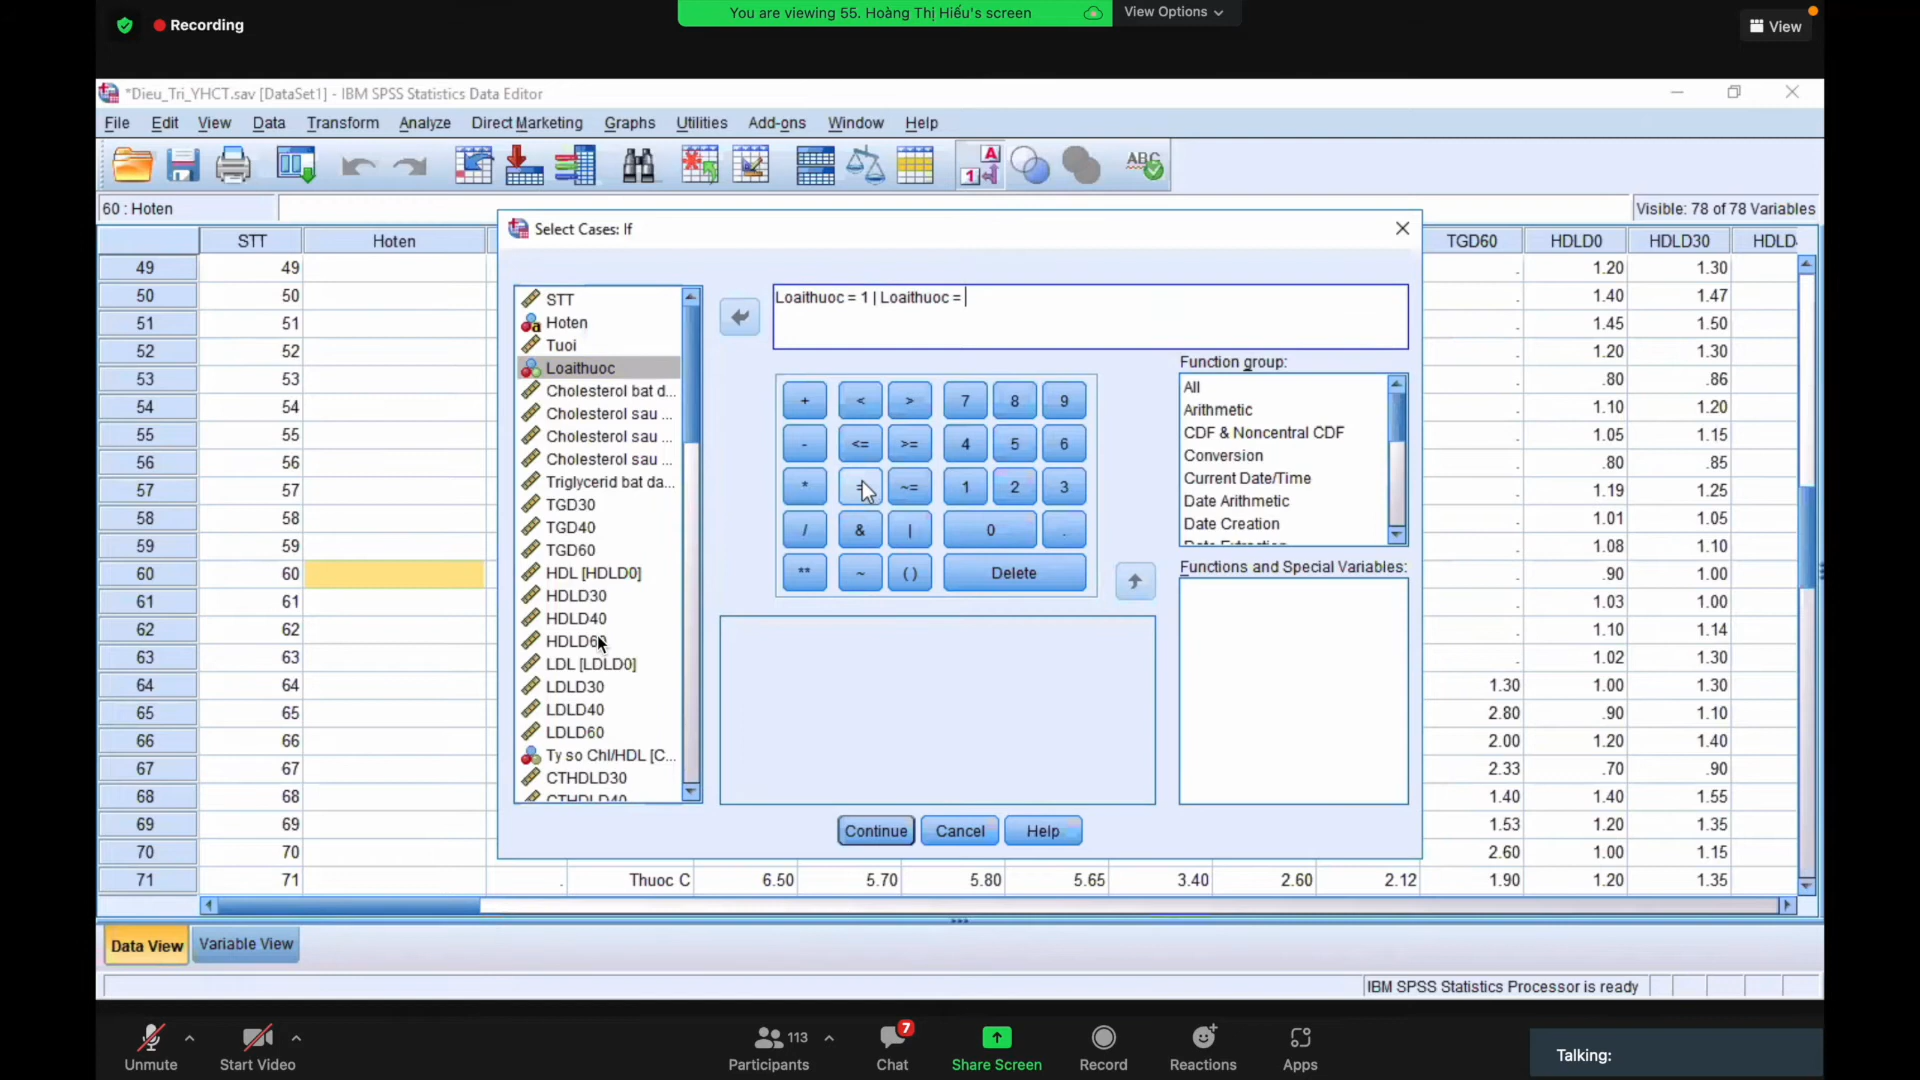 Recording
You are viewing 55. Hoàng Thị Hiếu's screen
View Options
View
*Dieu_Tri_YHCT.sav [DataSet1] - IBM SPSS Statistics Data Editor
File Edit View Data Transform Analyze Direct Marketing Graphs Utilities Add-ons Window Help
A
1
ABC
60 : Hoten
Visible: 78 of 78 Variables
STT Hoten TGD60 HDLD0 HDLD30 HDLD
49 49 . 1.20 1.30
50 50 . 1.40 1.47
51 51 . 1.45 1.50
52 52 . 1.20 1.30
53 53 . .80 .86
54 54 . 1.10 1.20
55 55 . 1.05 1.15
56 56 . .80 .85
57 57 . 1.19 1.25
58 58 . 1.01 1.05
59 59 . 1.08 1.10
60 60 . .90 1.00
61 61 . 1.03 1.00
62 62 . 1.10 1.14
63 63 . 1.02 1.30
64 64 1.30 1.00 1.30
65 65 2.80 .90 1.10
66 66 2.00 1.20 1.40
67 67 2.33 .70 .90
68 68 1.40 1.40 1.55
69 69 1.53 1.20 1.35
70 70 2.60 1.00 1.15
71 71 . Thuoc C 6.50 5.70 5.80 5.65 3.40 2.60 2.12 1.90 1.20 1.35
Select Cases: If
STT
Hoten
Tuoi
Loaithuoc
Cholesterol bat d...
Cholesterol sau ...
Cholesterol sau ...
Cholesterol sau ...
Triglycerid bat da...
TGD30
TGD40
TGD60
HDL [HDLD0]
HDLD30
HDLD40
HDLD60
LDL [LDLD0]
LDLD30
LDLD40
LDLD60
Ty so Chl/HDL [C...
CTHDLD30
CTHDLD40
Loaithuoc = 1 | Loaithuoc =
+ < > 7 8 9
- <= >= 4 5 6
* = ~= 1 2 3
/ & | 0 .
** ~ ( ) Delete
Function group:
All
Arithmetic
CDF & Noncentral CDF
Conversion
Current Date/Time
Date Arithmetic
Date Creation
Date Extraction
Functions and Special Variables:
Continue Cancel Help
Data View Variable View
IBM SPSS Statistics Processor is ready
Unmute
Start Video
113
Participants
7
Chat
Share Screen
Record
Reactions
Apps
Talking: